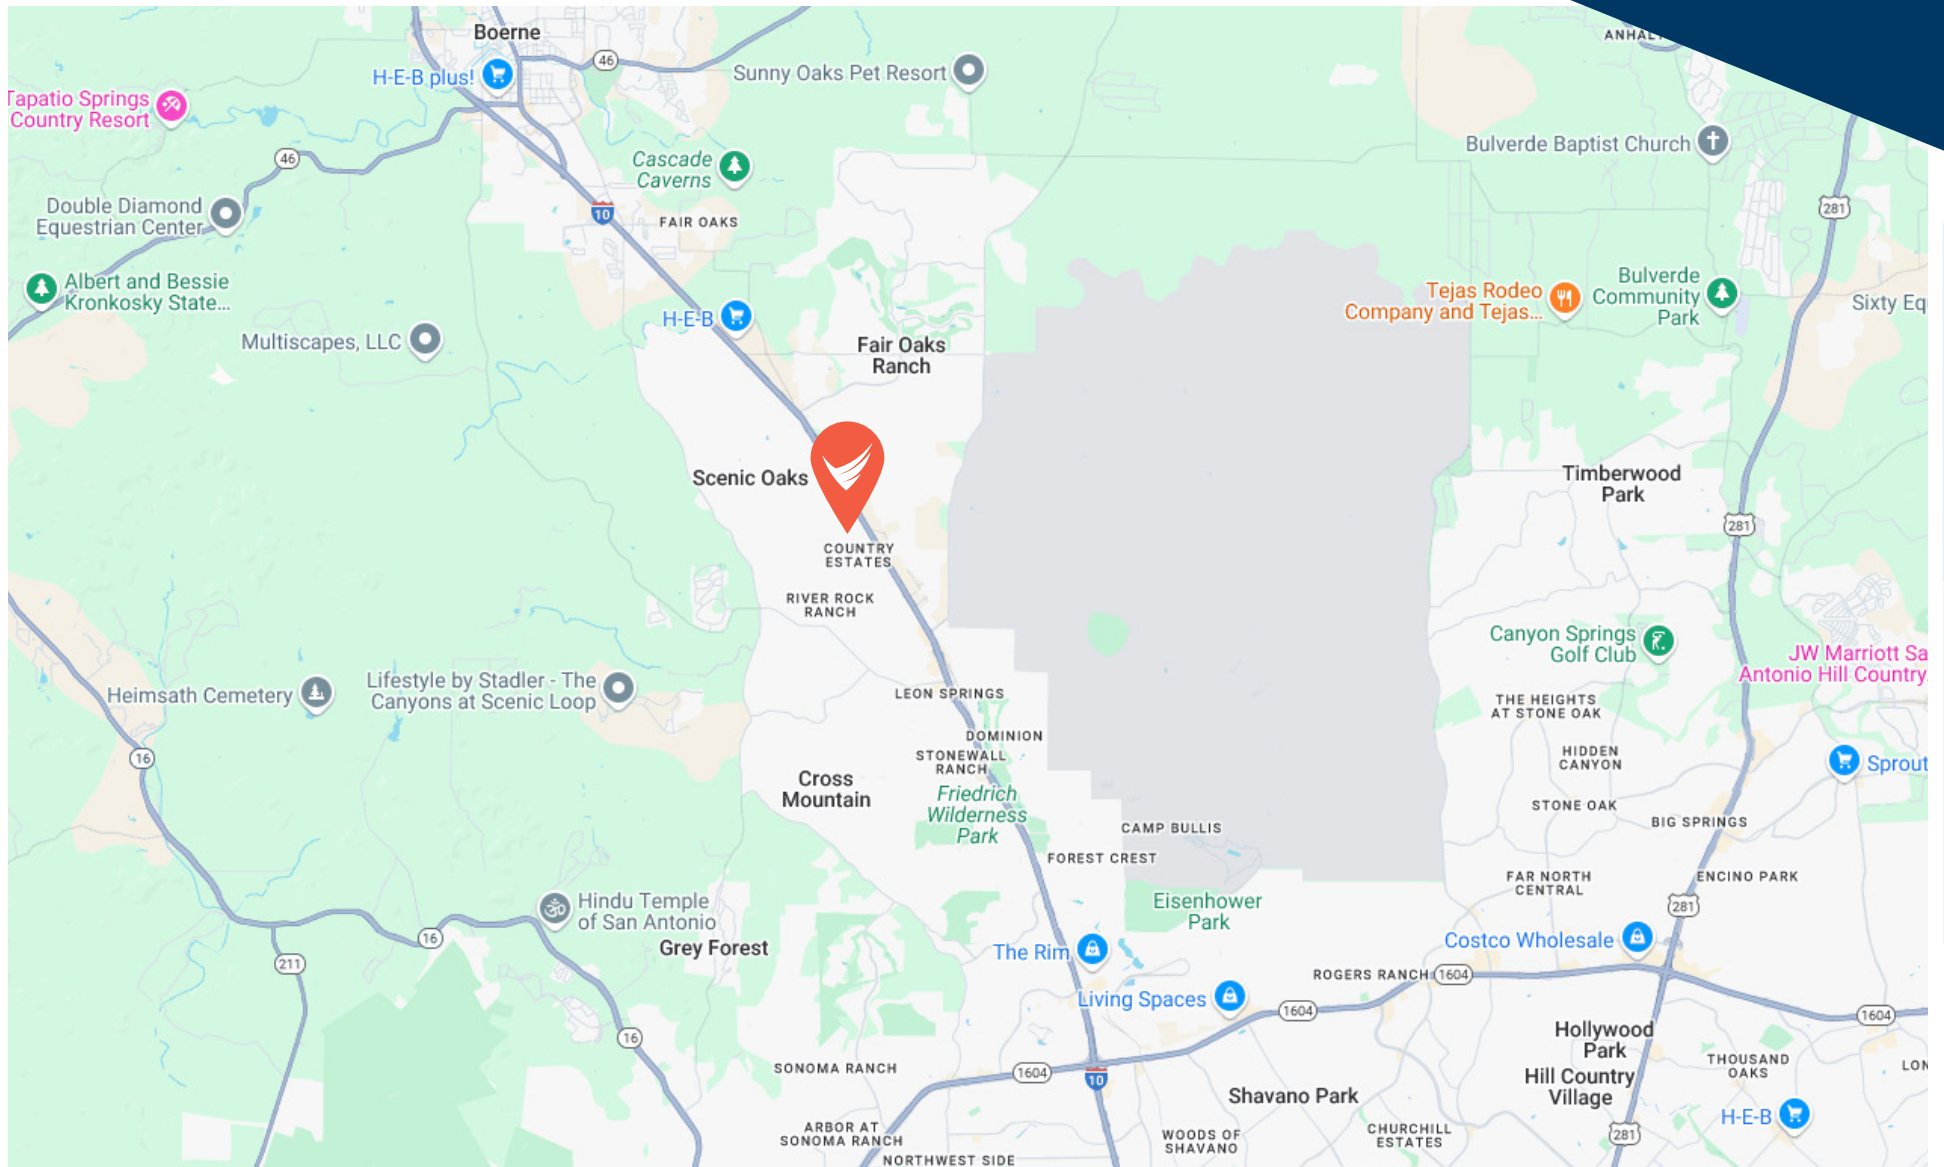 Boerne
ANHAL
46
H-E-B plus!
Sunny Oaks Pet Resort
Tapatio Springs
Country Resort
Bulverde Baptist Church
46
Cascade
Caverns
Double Diamond
Equestrian Center
10
FAIR OAKS
281
Albert and Bessie
Kronkosky State...
Bulverde
Community
Park
Tejas Rodeo
Company and Tejas...
Sixty Eq
H-E-B
Multiscapes, LLC
Fair Oaks
Ranch
Scenic Oaks
Timberwood
Park
281
COUNTRY
ESTATES
RIVER ROCK
RANCH
Canyon Springs
Golf Club
JW Marriott Sa
Antonio Hill Country
Heimsath Cemetery
Lifestyle by Stadler - The
Canyons at Scenic Loop
LEON SPRINGS
THE HEIGHTS
AT STONE OAK
DOMINION
STONEWALL
RANCH
16
HIDDEN
CANYON
Sprout
Cross
Mountain
Friedrich
Wilderness
Park
STONE OAK
BIG SPRINGS
CAMP BULLIS
FOREST CREST
FAR NORTH
CENTRAL
ENCINO PARK
Hindu Temple
of San Antonio
Eisenhower
Park
281
16
Grey Forest
The Rim
Costco Wholesale
211
ROGERS RANCH
1604
Living Spaces
1604
1604
16
Hollywood
Park
SONOMA RANCH
1604
10
THOUSAND
OAKS
LON
Hill Country
Village
Shavano Park
H-E-B
ARBOR AT
SONOMA RANCH
WOODS OF
SHAVANO
CHURCHILL
ESTATES
281
NORTHWEST SIDE